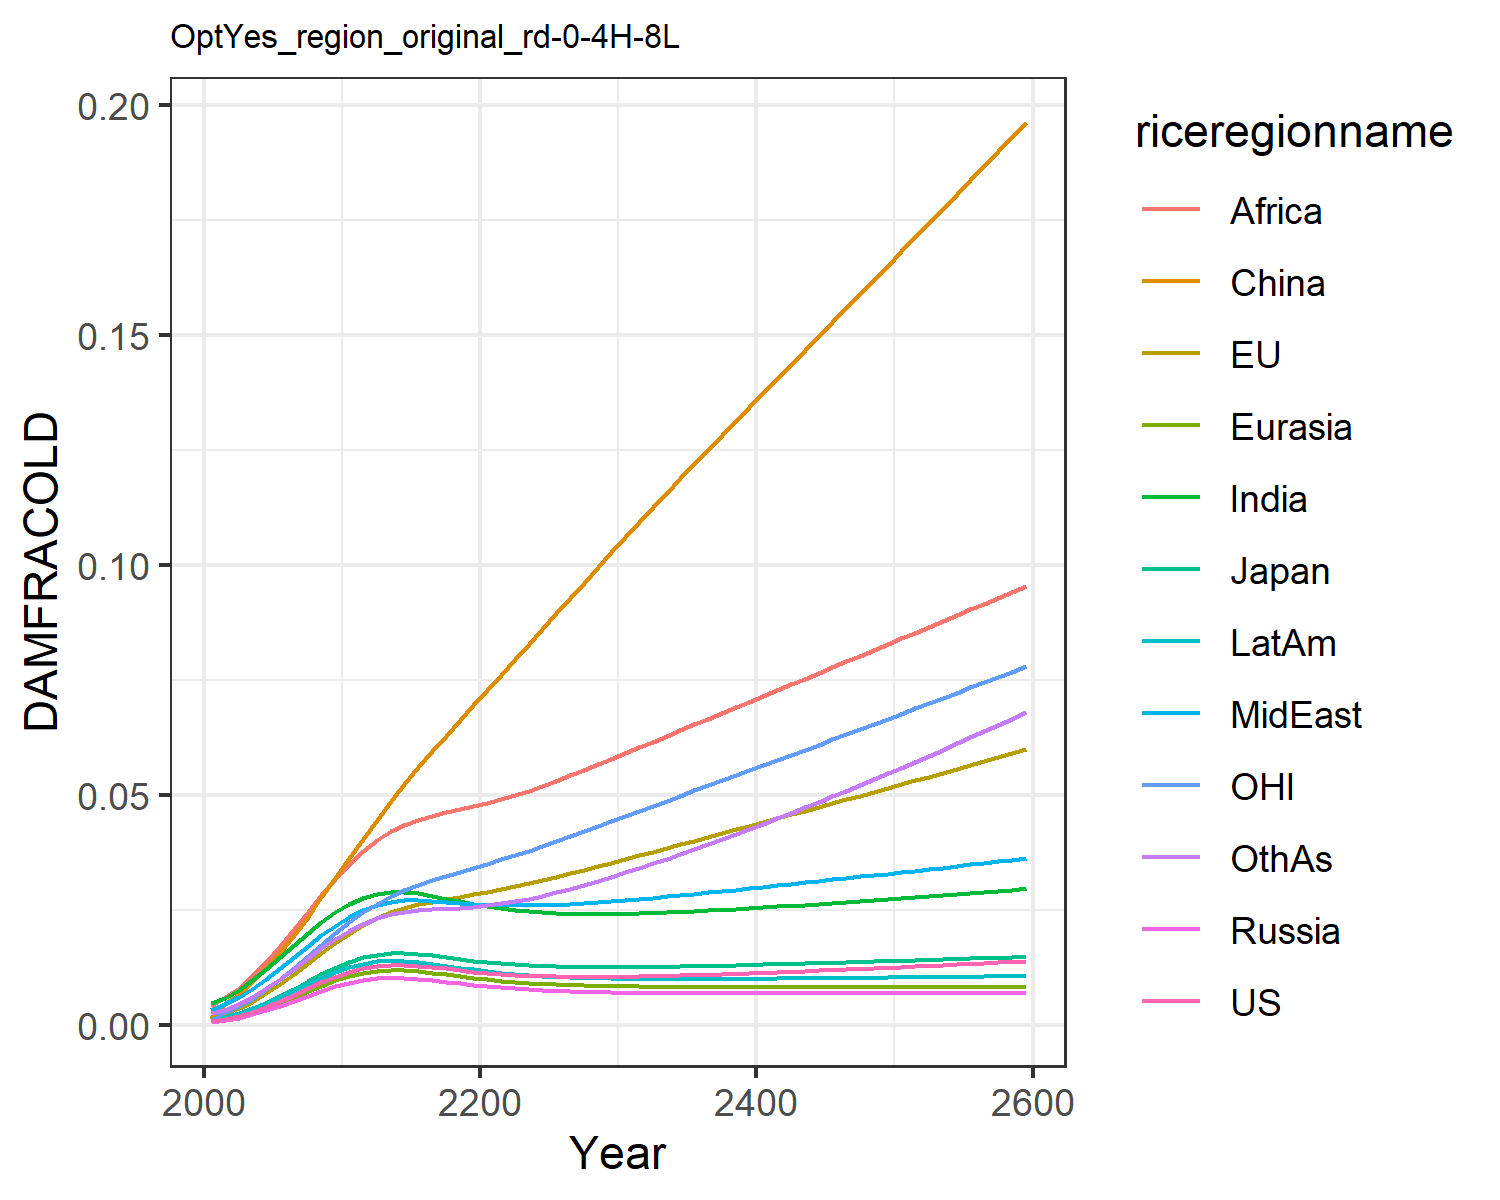 OptYes_region_original_rd-0-4H-8L
0.20
0.15
0.10
0.05
0.00
DAMFRACOLD
2000
2200
2400
2600
Year
riceregionname
Africa
China
EU
Eurasia
India
Japan
LatAm
MidEast
OHI
OthAs
Russia
US